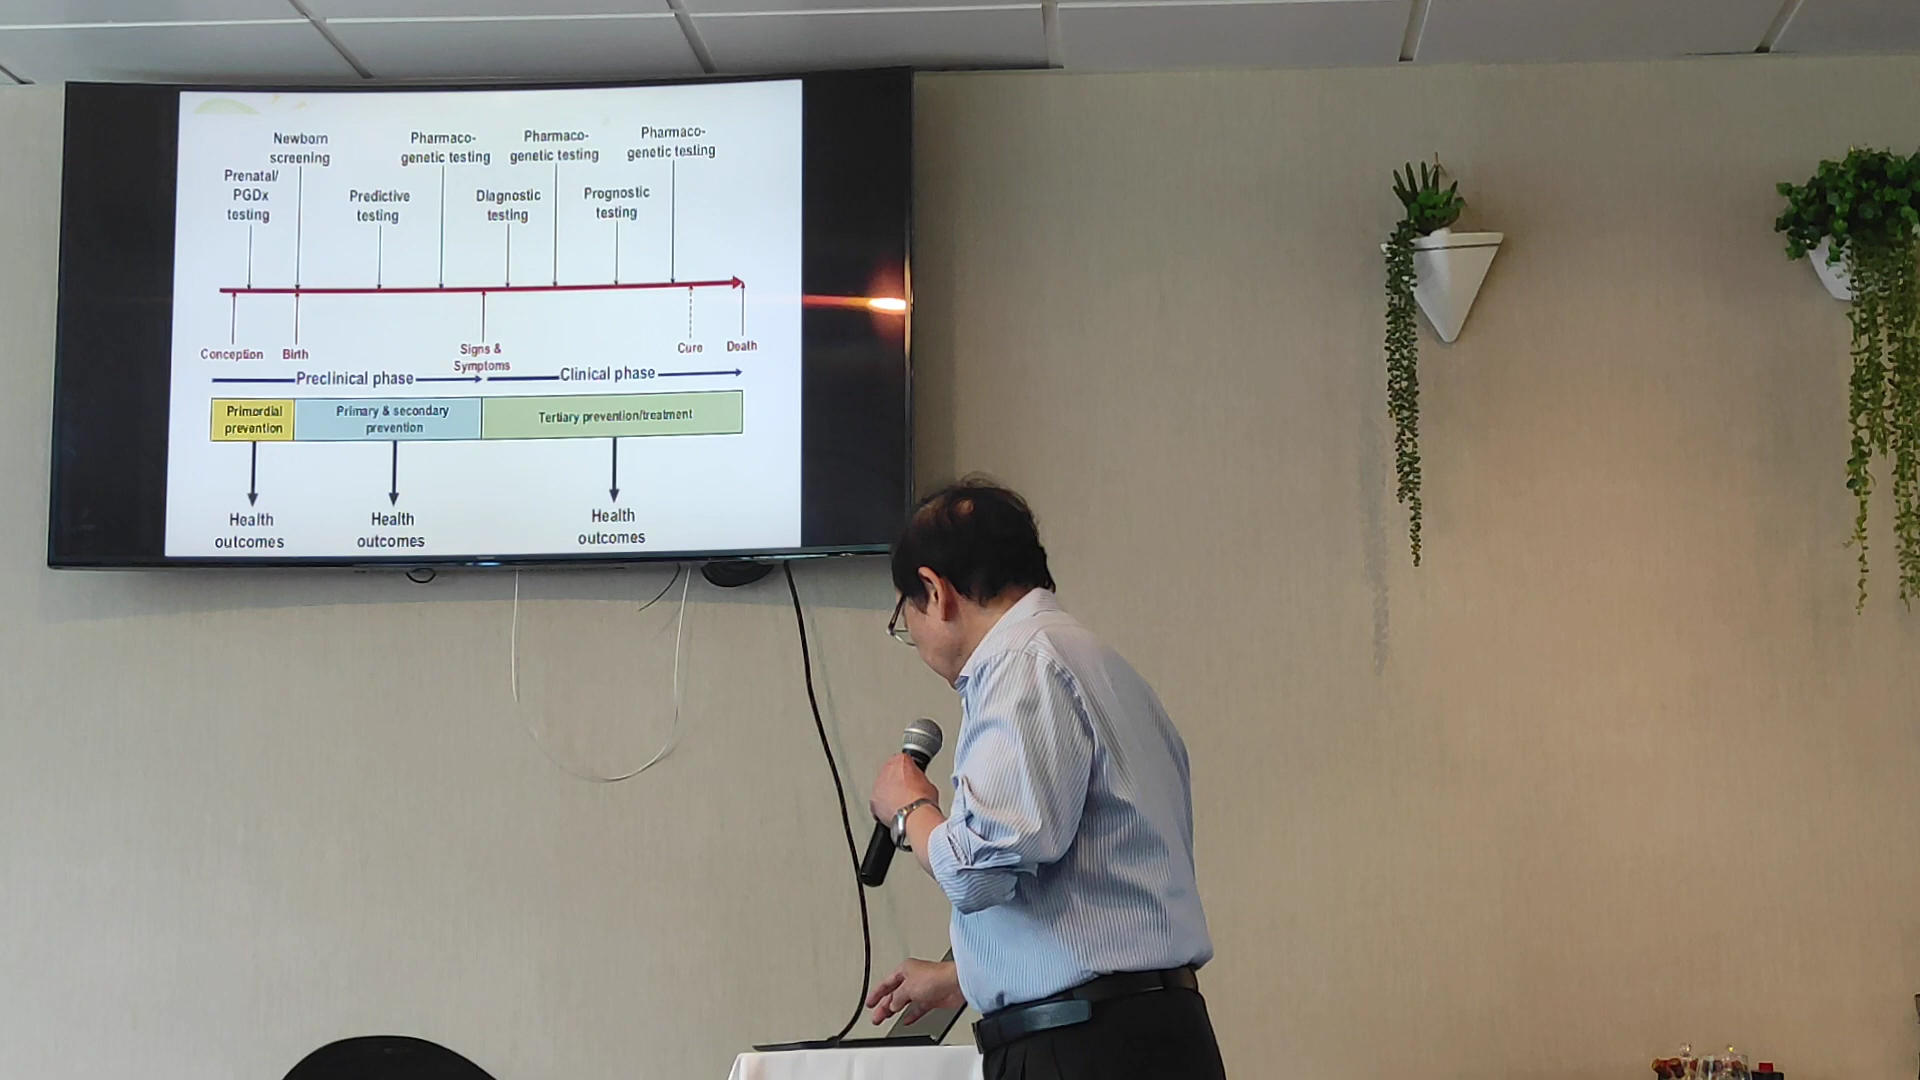 Newborn
screening
Pharmaco-
genetic testing
Pharmaco-
genetic testing
Pharmaco-
genetic testing
Prenatal/
PGDx
testing
Predictive
testing
Diagnostic
testing
Prognostic
testing
Conception
Birth
Signs &
Symptoms
Cure
Death
Preclinical phase
Clinical phase
Primordial
prevention
Primary & secondary
prevention
Tertiary prevention/treatment
Health
outcomes
Health
outcomes
Health
outcomes